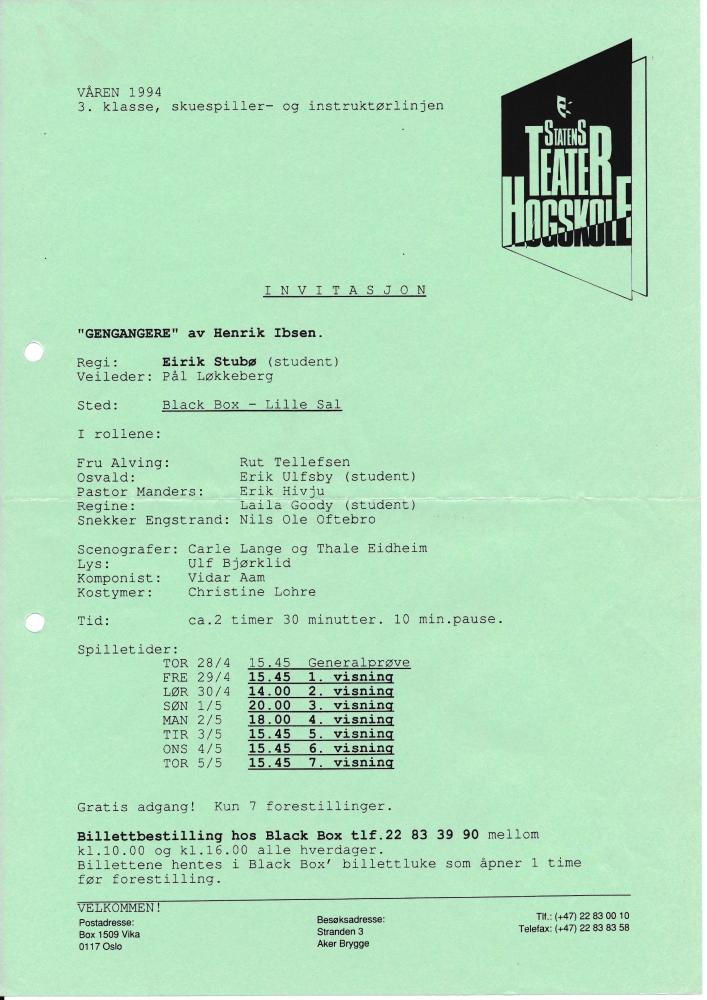 VÅREN 1994
3. klasse, skuespiller- og instruktørlinjen
STATENS
TEATER
HØGSKOLE
I N V I T A S J O N
"GENGANGERE" av Henrik Ibsen.
Regi: Eirik Stubø (student)
Veileder: Pål Løkkeberg
Sted: Black Box - Lille Sal
I rollene:
Fru Alving: Rut Tellefsen
Osvald: Erik Ulfsby (student)
Pastor Manders: Erik Hivju
Regine: Laila Goody (student)
Snekker Engstrand: Nils Ole Oftebro
Scenografer: Carle Lange og Thale Eidheim
Lys: Ulf Bjørklid
Komponist: Vidar Aam
Kostymer: Christine Lohre
Tid: ca.2 timer 30 minutter. 10 min.pause.
Spilletider:
TOR 28/4 15.45 Generalprøve
FRE 29/4 15.45 1. visning
LØR 30/4 14.00 2. visning
SØN 1/5 20.00 3. visning
MAN 2/5 18.00 4. visning
TIR 3/5 15.45 5. visning
ONS 4/5 15.45 6. visning
TOR 5/5 15.45 7. visning
Gratis adgang! Kun 7 forestillinger.
Billettbestilling hos Black Box tlf.22 83 39 90 mellom
kl.10.00 og kl.16.00 alle hverdager.
Billettene hentes i Black Box' billettluke som åpner 1 time
før forestilling.
VELKOMMEN!
Postadresse:
Box 1509 Vika
0117 Oslo
Besøksadresse:
Stranden 3
Aker Brygge
Tlf.: (+47) 22 83 00 10
Telefax: (+47) 22 83 83 58